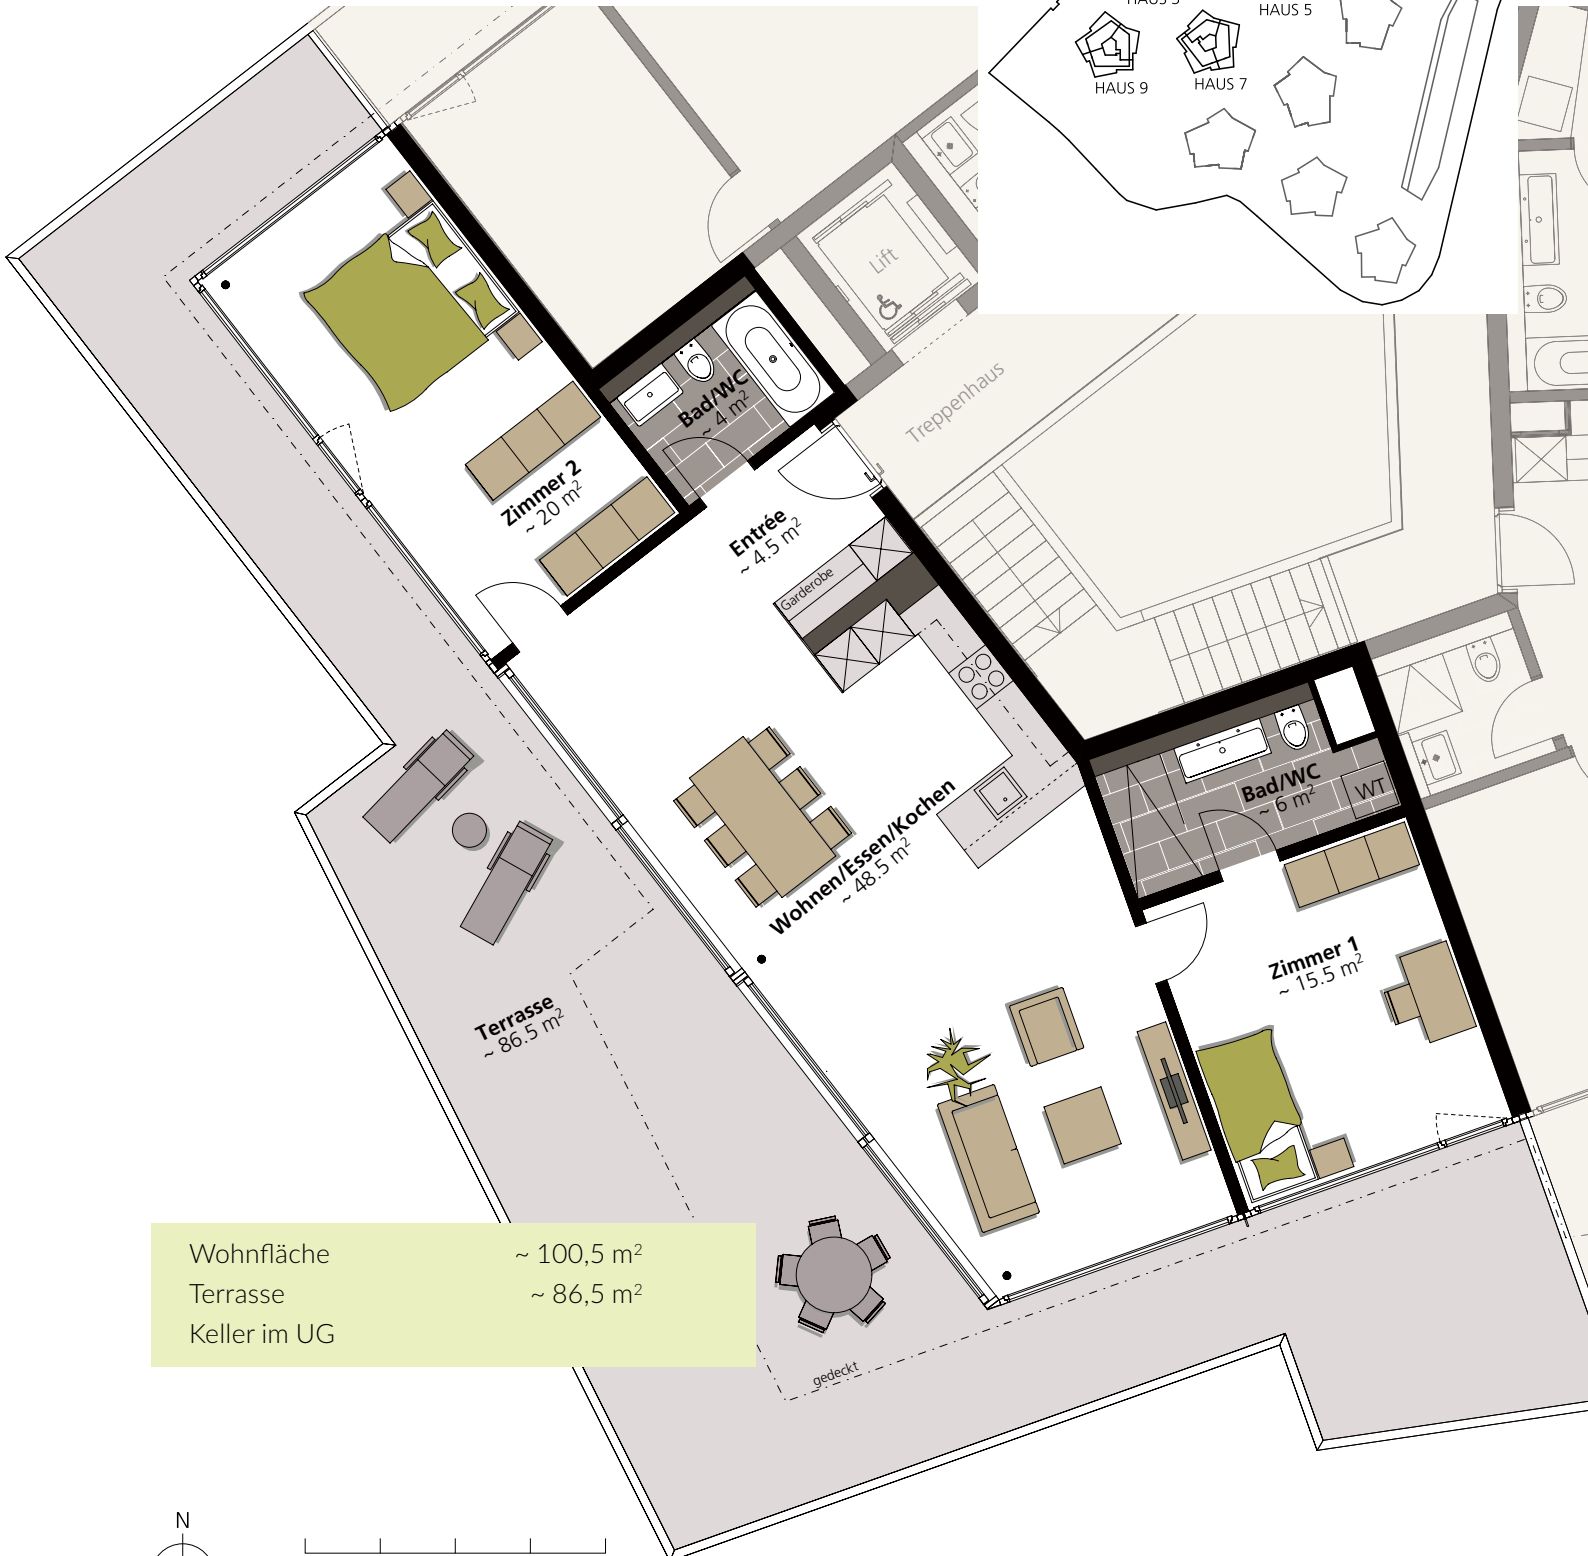 HAUS 5
HAUS 9
HAUS 7
Lift
Treppenhaus
Bad/WC
~ 4 m²
Zimmer 2
~ 20 m²
Entrée
~ 4.5 m²
Garderobe
Wohnen/Essen/Kochen
~ 48.5 m²
Bad/WC
~ 6 m²
WT
Zimmer 1
~ 15.5 m²
Terrasse
~ 86.5 m²
Wohnfläche ~ 100,5 m²
Terrasse ~ 86,5 m²
Keller im UG
gedeckt
N